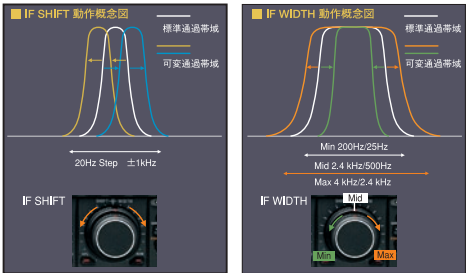 IF SHIFT 動作概念図
標準通過帯域
可変通過帯域
20Hz Step ±1kHz
IF SHIFT
IF WIDTH 動作概念図
標準通過帯域
可変通過帯域
Min 200Hz/25Hz
Mid 2.4 kHz/500Hz
Max 4 kHz/2.4 kHz
IF WIDTH
Mid
Min
Max